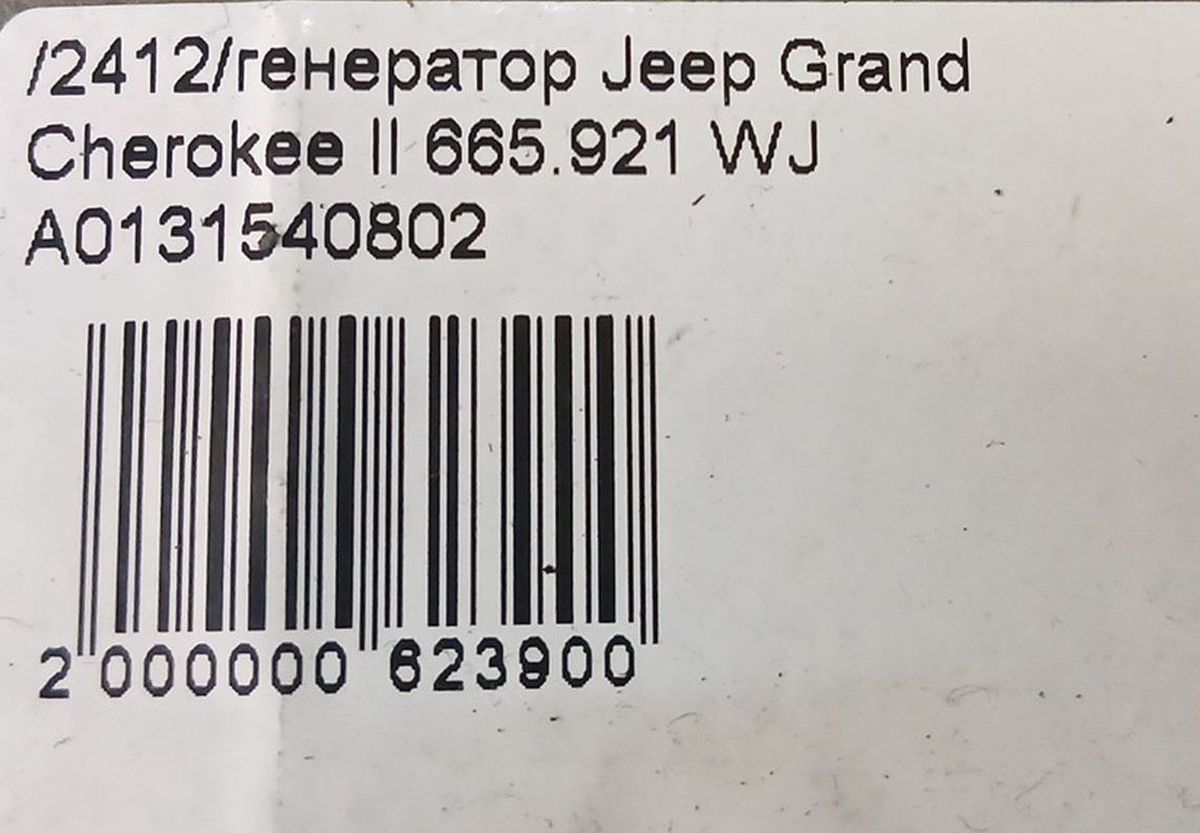 /2412/генератор Jeep Grand
Cherokee II 665.921 WJ
A0131540802
2 000000 623900